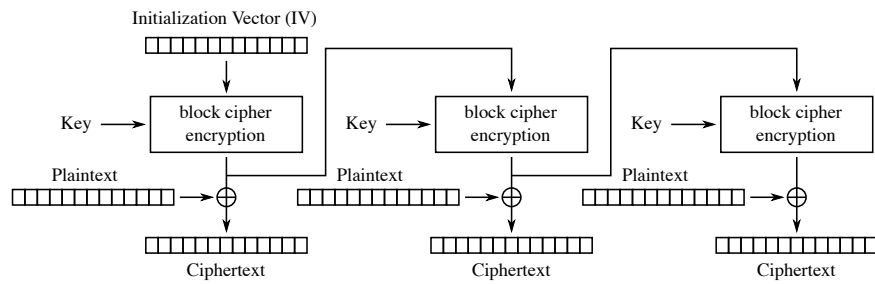 Initialization Vector (IV)
Key
block cipher
encryption
Plaintext
Ciphertext
Key
block cipher
encryption
Plaintext
Ciphertext
Key
block cipher
encryption
Plaintext
Ciphertext